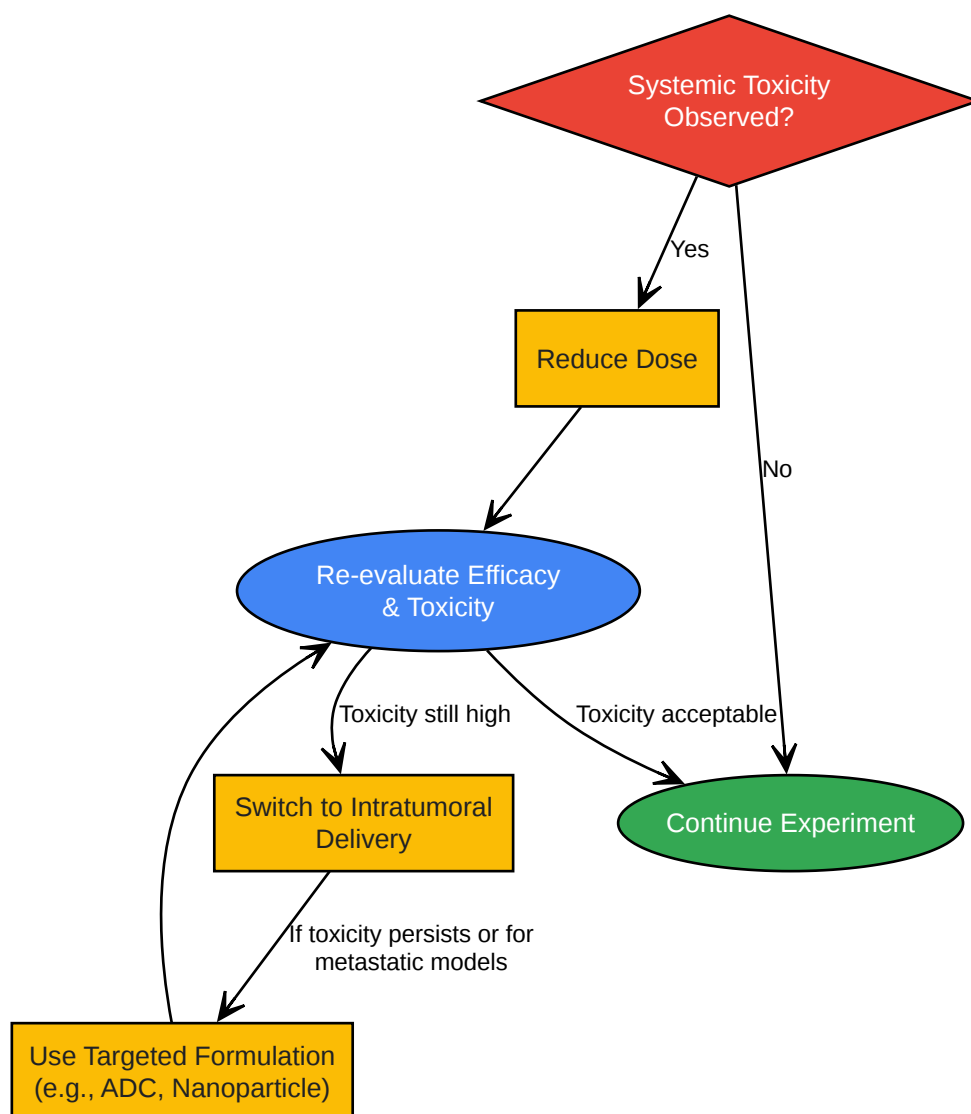 Systemic Toxicity
Observed?
Yes
Reduce Dose
No
Re-evaluate Efficacy
& Toxicity
Toxicity still high
Toxicity acceptable
Switch to Intratumoral
Delivery
Continue Experiment
If toxicity persists or for
metastatic models
Use Targeted Formulation
(e.g., ADC, Nanoparticle)